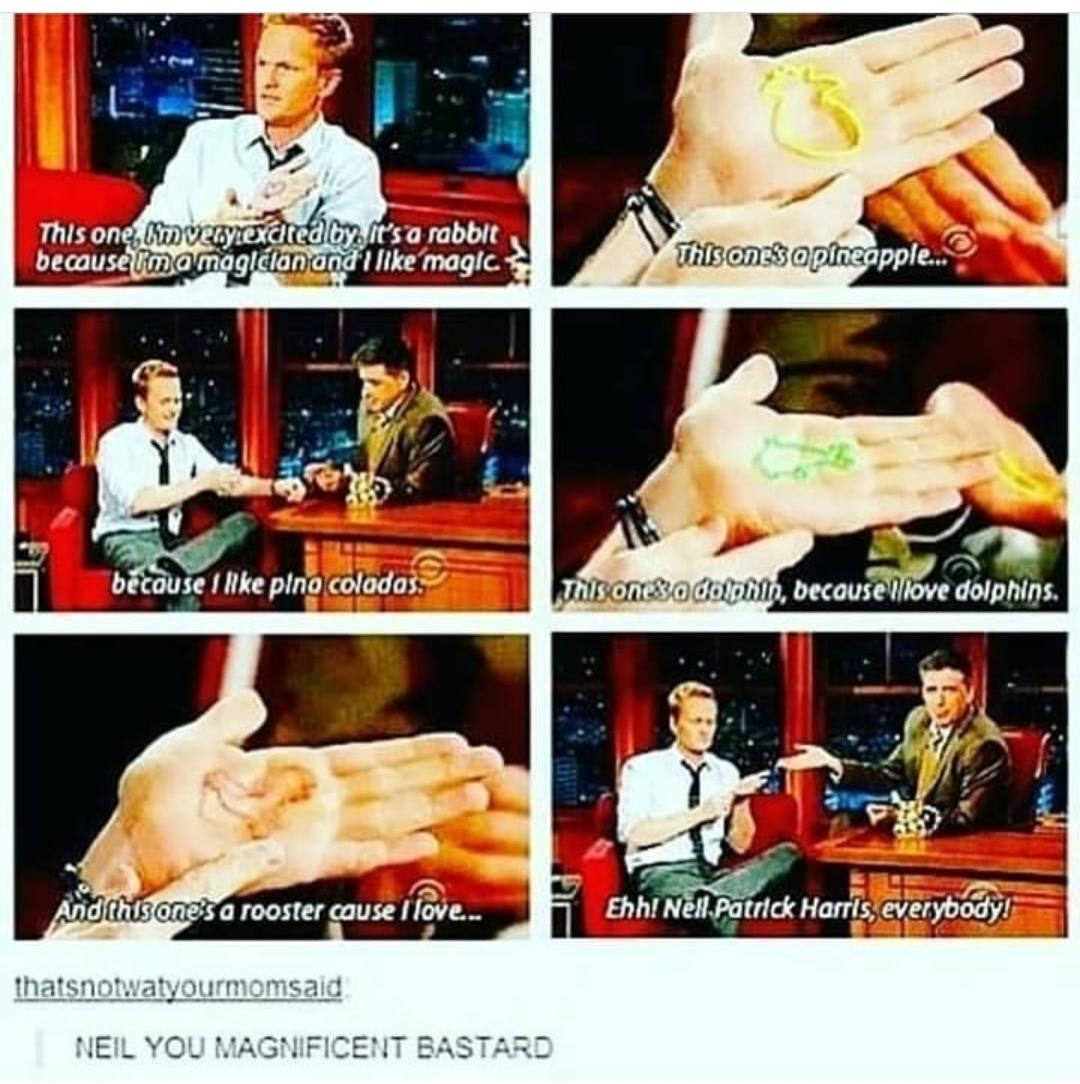 This one, I'm very excited by. It's a rabbit
because I'm a magician and I like magic.
This one's a pineapple...
because I like pina coladas.
This one's a dolphin, because I love dolphins.
And this one's a rooster cause I love...
Ehh! Neil Patrick Harris, everybody!
thatsnotwatyourmomsaid:
NEIL YOU MAGNIFICENT BASTARD